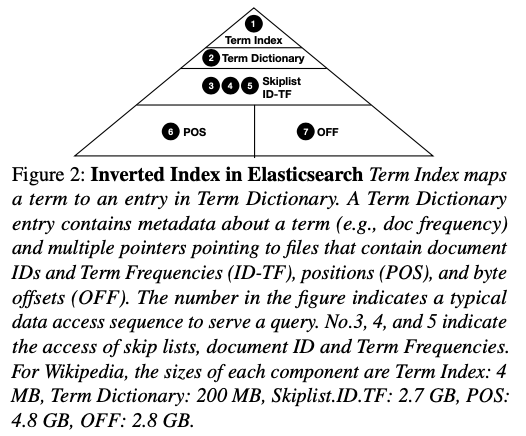 1
Term Index
2 Term Dictionary
3 4 5 Skiplist
ID-TF
6 POS 7 OFF
Figure 2: Inverted Index in Elasticsearch Term Index maps
a term to an entry in Term Dictionary. A Term Dictionary
entry contains metadata about a term (e.g., doc frequency)
and multiple pointers pointing to files that contain document
IDs and Term Frequencies (ID-TF), positions (POS), and byte
offsets (OFF). The number in the figure indicates a typical
data access sequence to serve a query. No.3, 4, and 5 indicate
the access of skip lists, document ID and Term Frequencies.
For Wikipedia, the sizes of each component are Term Index: 4
MB, Term Dictionary: 200 MB, Skiplist.ID.TF: 2.7 GB, POS:
4.8 GB, OFF: 2.8 GB.